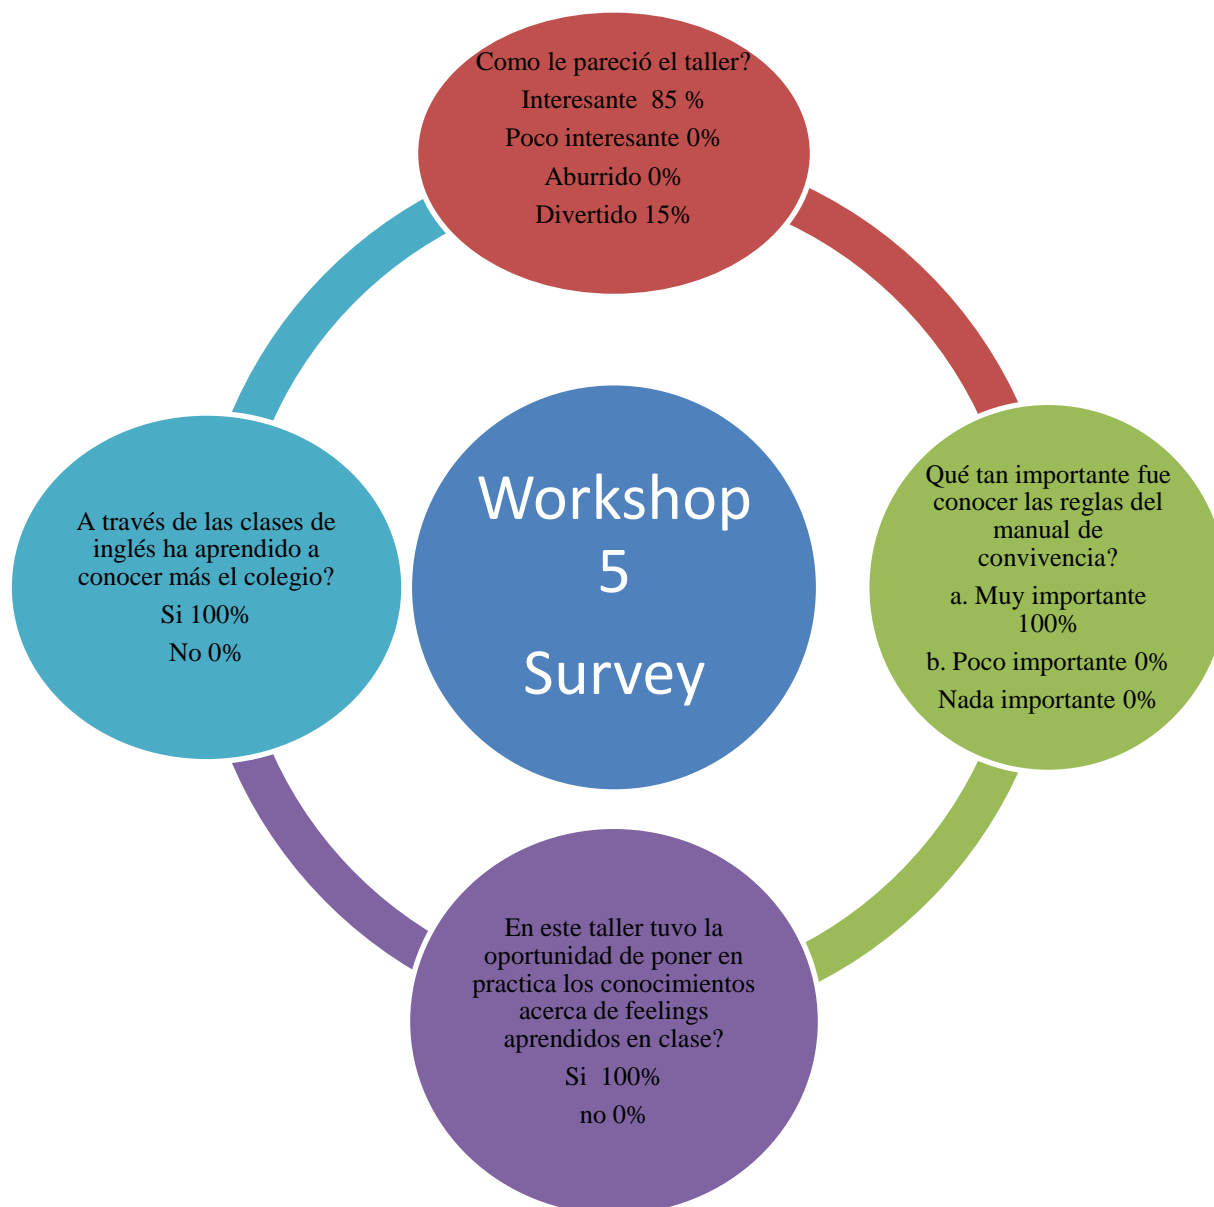 Como le pareció el taller?
Interesante  85 %
Poco interesante 0%
Aburrido 0%
Divertido 15%
Qué tan importante fue
conocer las reglas del
manual de
convivencia?
a. Muy importante
100%
b. Poco importante 0%
Nada importante 0%
En este taller tuvo la
oportunidad de poner en
practica los conocimientos
acerca de feelings
aprendidos en clase?
Si  100%
no 0%
A través de las clases de
inglés ha aprendido a
conocer más el colegio?
Si 100%
No 0%
Workshop
5
Survey